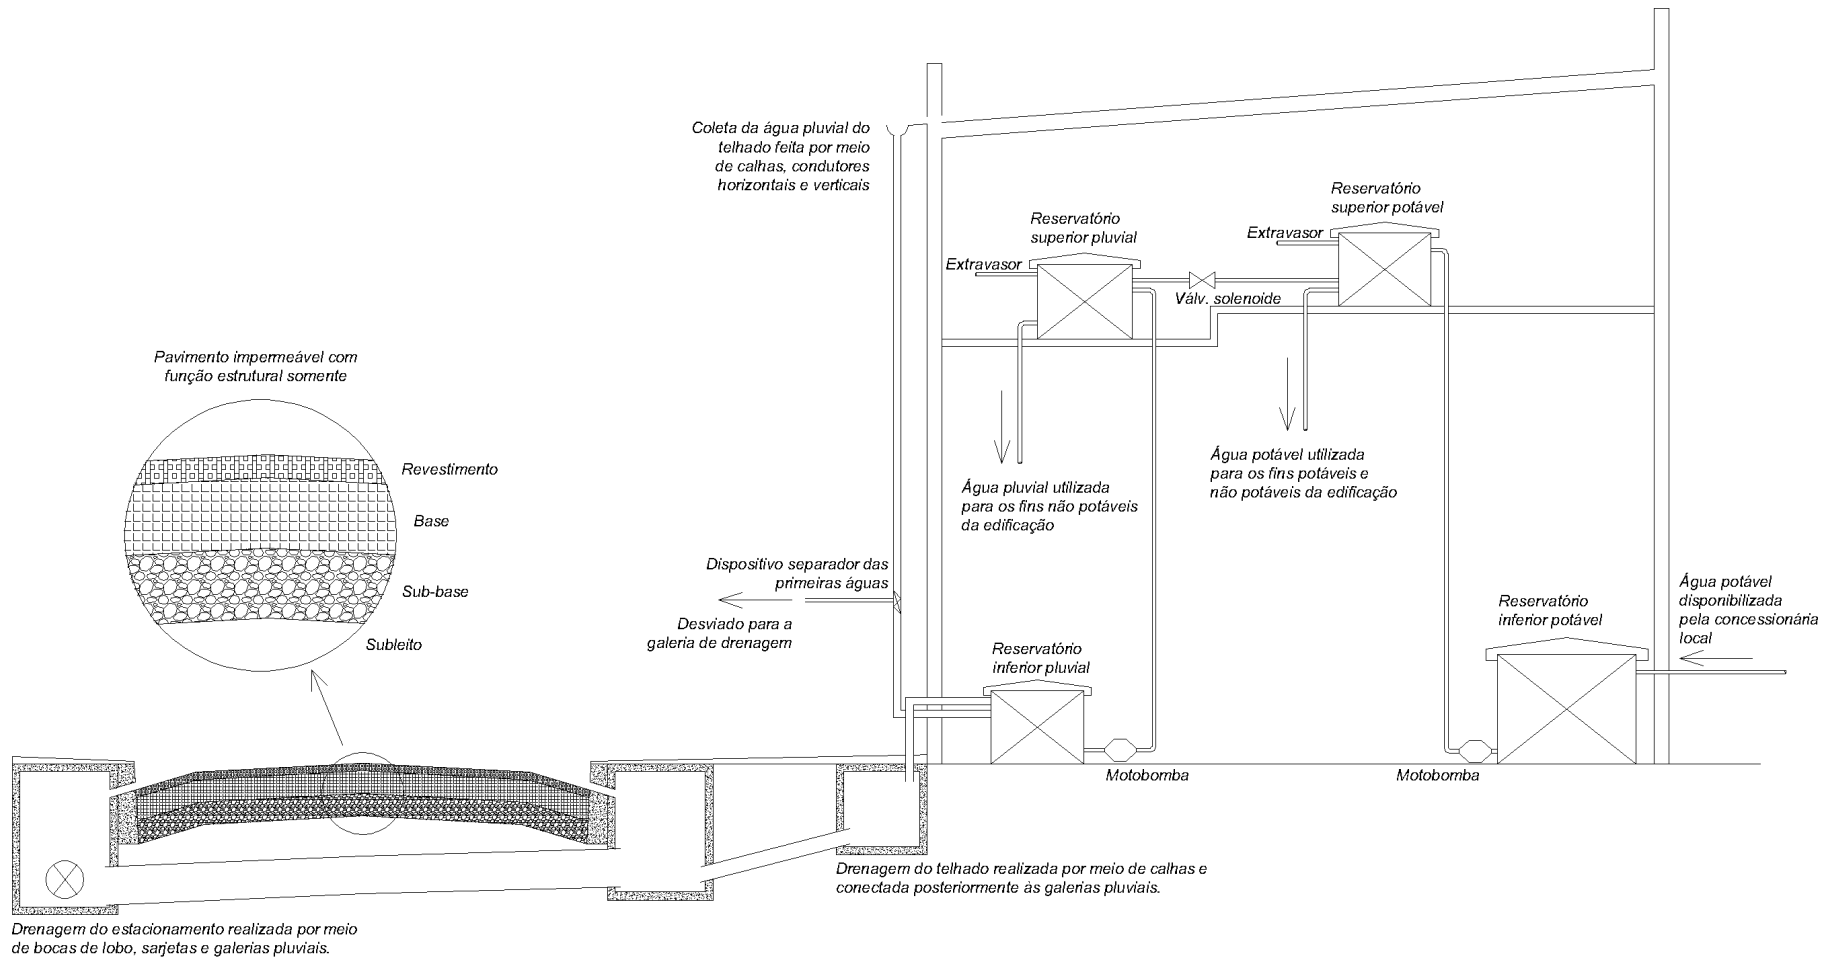 Coleta da água pluvial do
telhado feita por meio
de calhas, condutores
horizontais e verticais
Reservatório
superior potável
Extravasor
Reservatório
superior pluvial
Extravasor
Válv. solenoide
Pavimento impermeável com
função estrutural somente
Revestimento
Base
Sub-base
Subleito
Água pluvial utilizada
para os fins não potáveis
da edificação
Água potável utilizada
para os fins potáveis e
não potáveis da edificação
Dispositivo separador das
primeiras águas
Desviado para a
galeria de drenagem
Reservatório
inferior pluvial
Reservatório
inferior potável
Água potável
disponibilizada
pela concessionária
local
Motobomba
Motobomba
Drenagem do telhado realizada por meio de calhas e
conectada posteriormente às galerias pluviais.
Drenagem do estacionamento realizada por meio
de bocas de lobo, sarjetas e galerias pluviais.